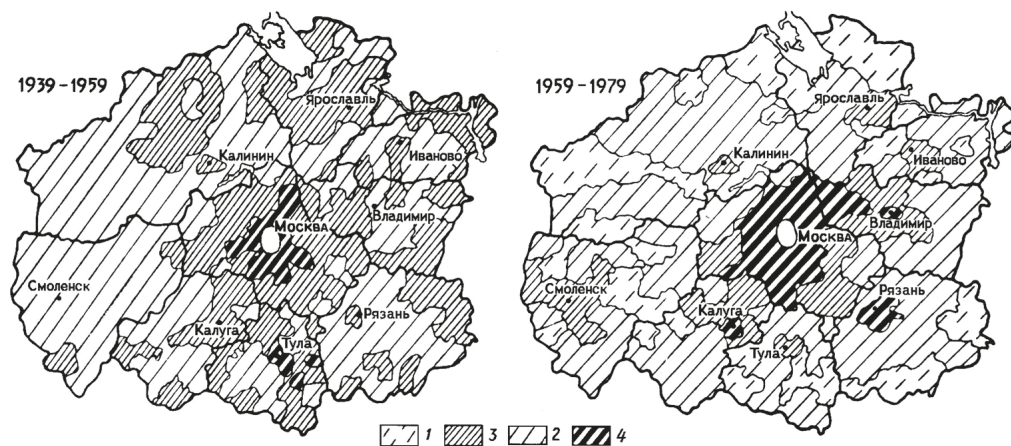 1939–1959
Ярославль
Калинин
Иваново
Владимир
Москва
Смоленск
Калуга
Рязань
Тула
1959–1979
Ярославль
Калинин
Иваново
Владимир
Москва
Смоленск
Калуга
Рязань
Тула
1 3 2 4